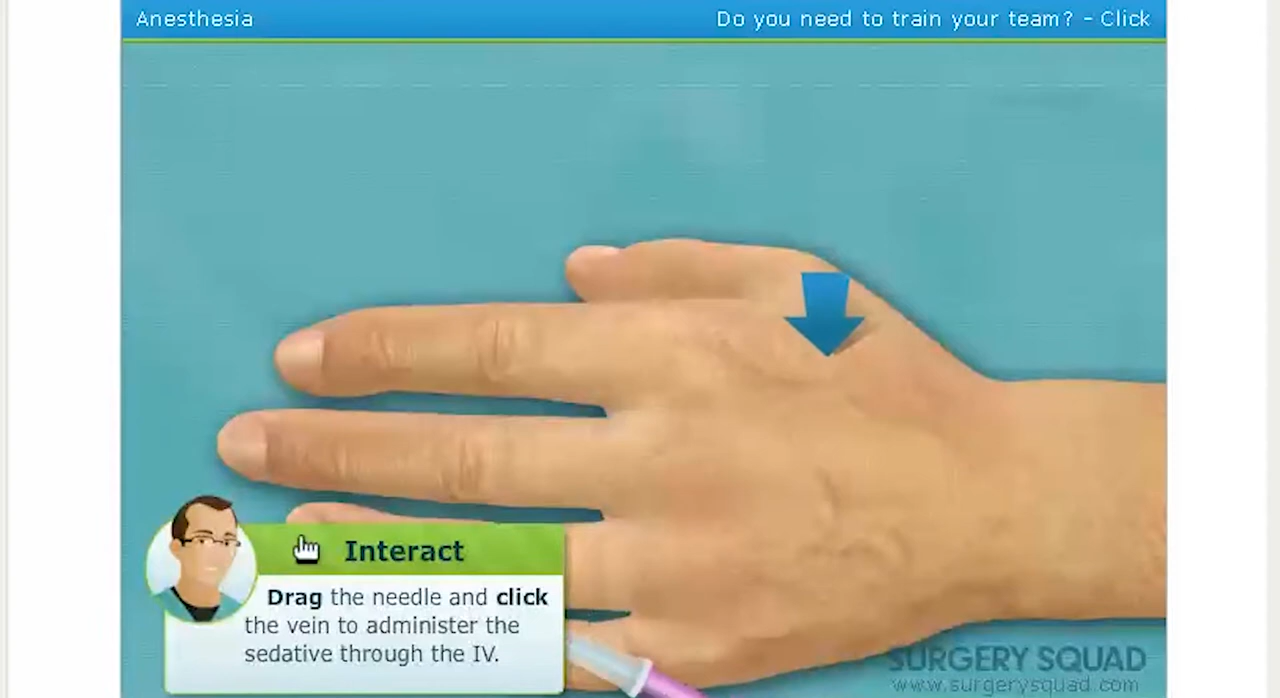 Anesthesia
Do you need to train your team? - Click
Interact
Drag the needle and click
the vein to administer the
sedative through the IV.
SURGERY SQUAD
www.surgerysquad.com